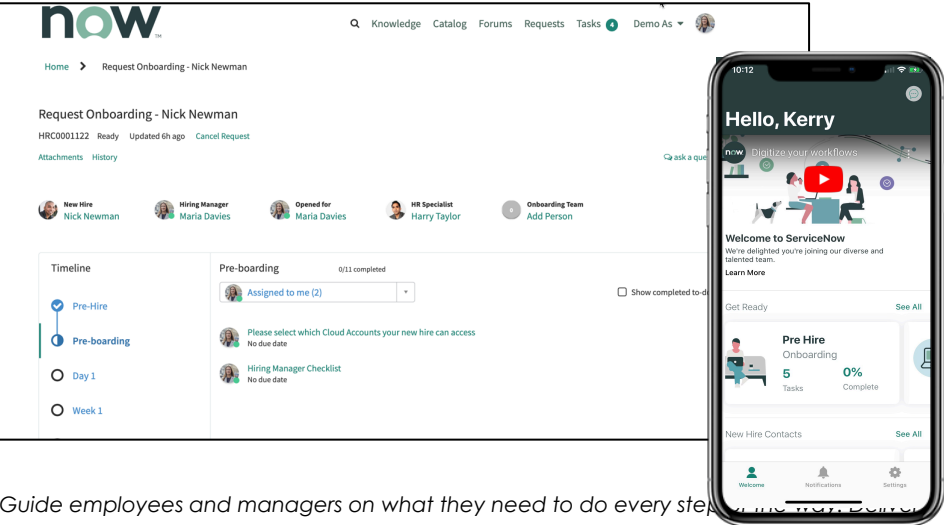 now
Knowledge Catalog Forums Requests Tasks 4 Demo As
Home > Request Onboarding - Nick Newman
Request Onboarding - Nick Newman
HRC0001122 Ready Updated 6h ago Cancel Request
Attachments History
ask a que
New Hire
Nick Newman
Hiring Manager
Maria Davies
Opened for
Maria Davies
HR Specialist
Harry Taylor
0
Onboarding Team
Add Person
Timeline
Pre-Hire
Pre-boarding
Day 1
Week 1
Pre-boarding 0/11 completed
Assigned to me (2)
Show completed to-d
Please select which Cloud Accounts your new hire can access
No due date
Hiring Manager Checklist
No due date
10:12
Hello, Kerry
now Digitize your workflows
Welcome to ServiceNow
We're delighted you're joining our diverse and
talented team.
Learn More
Get Ready See All
Pre Hire
Onboarding
5 0%
Tasks Complete
New Hire Contacts See All
Welcome Notifications Settings
Guide employees and managers on what they need to do every step of the way. Deliver